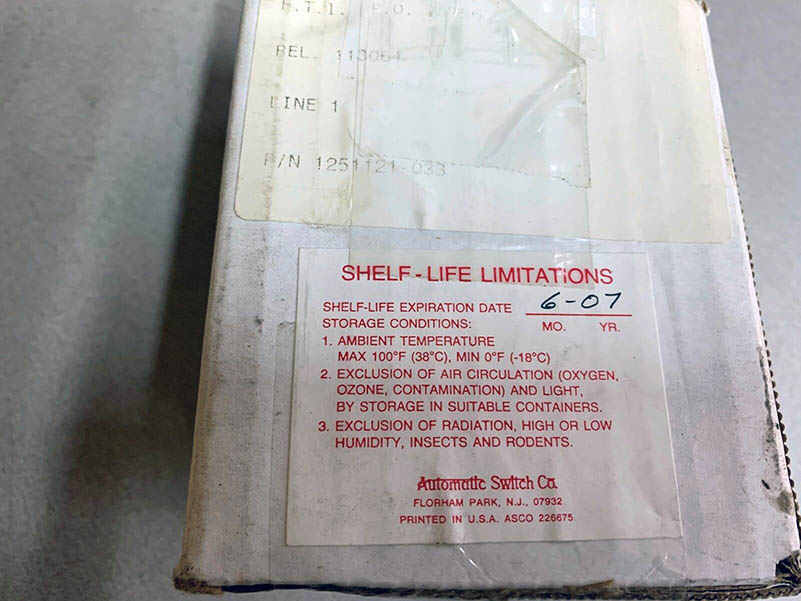 F.T.I. P.O.
REL. 113064
LINE 1
P/N 1251121-033
SHELF-LIFE LIMITATIONS
SHELF-LIFE EXPIRATION DATE 6-07
STORAGE CONDITIONS: MO. YR.
1. AMBIENT TEMPERATURE
MAX 100°F (38°C), MIN 0°F (-18°C)
2. EXCLUSION OF AIR CIRCULATION (OXYGEN,
OZONE, CONTAMINATION) AND LIGHT,
BY STORAGE IN SUITABLE CONTAINERS.
3. EXCLUSION OF RADIATION, HIGH OR LOW
HUMIDITY, INSECTS AND RODENTS.
Automatic Switch Co.
FLORHAM PARK, N.J., 07932
PRINTED IN U.S.A. ASCO 226675